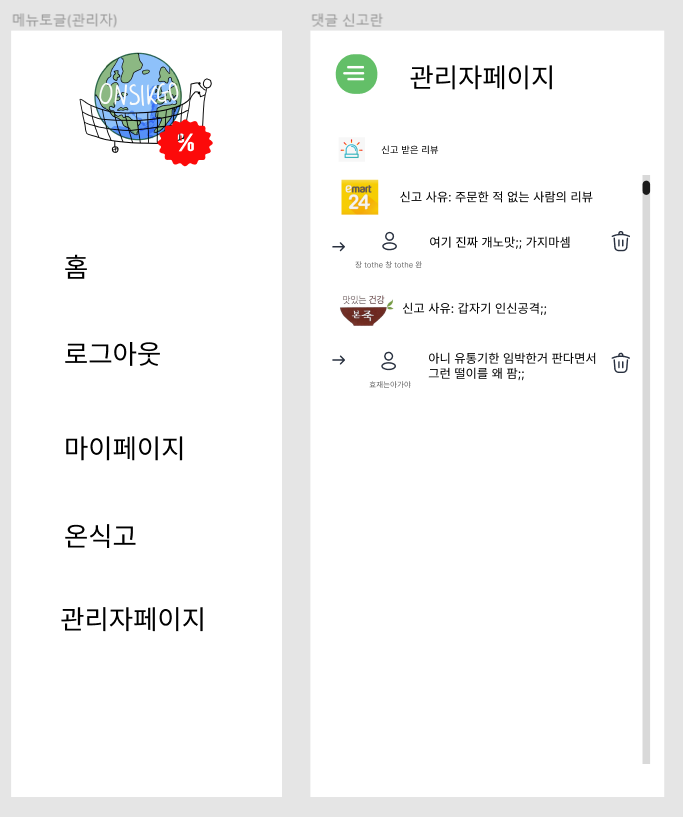 메뉴토글(관리자)
ONSIKGO
%
홈
로그아웃
마이페이지
온식고
관리자페이지
댓글 신고란
관리자페이지
신고 받은 리뷰
emart
24
신고 사유: 주문한 적 없는 사람의 리뷰
여기 진짜 개노맛;; 가지마셈
장 tothe 창 tothe 완
맛있는 건강
본죽
신고 사유: 갑자기 인신공격;;
아니 유통기한 임박한거 판다면서
그런 떨이를 왜 팜;;
효재는아가야